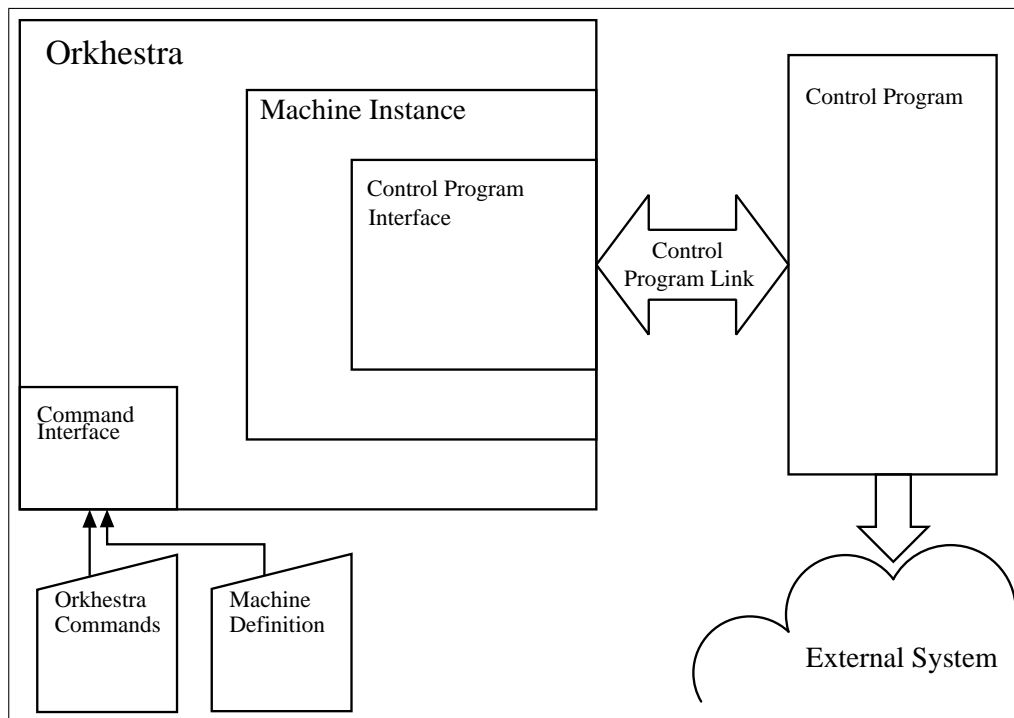 Orkhestra
Machine Instance
Control Program
Interface
Control Program
Control
Program Link
Command
Interface
Orkhestra
Commands
Machine
Definition
External System